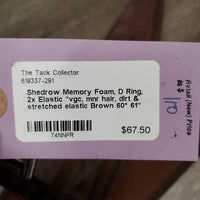 The Tack Collector
619337-291
Shedrow Memory Foam, D Ring,
2x Elastic *vgc, mnr hair, dirt &
stretched elastic Brown 60" 61"
$67.50
74NNPR
Retail (New) Price